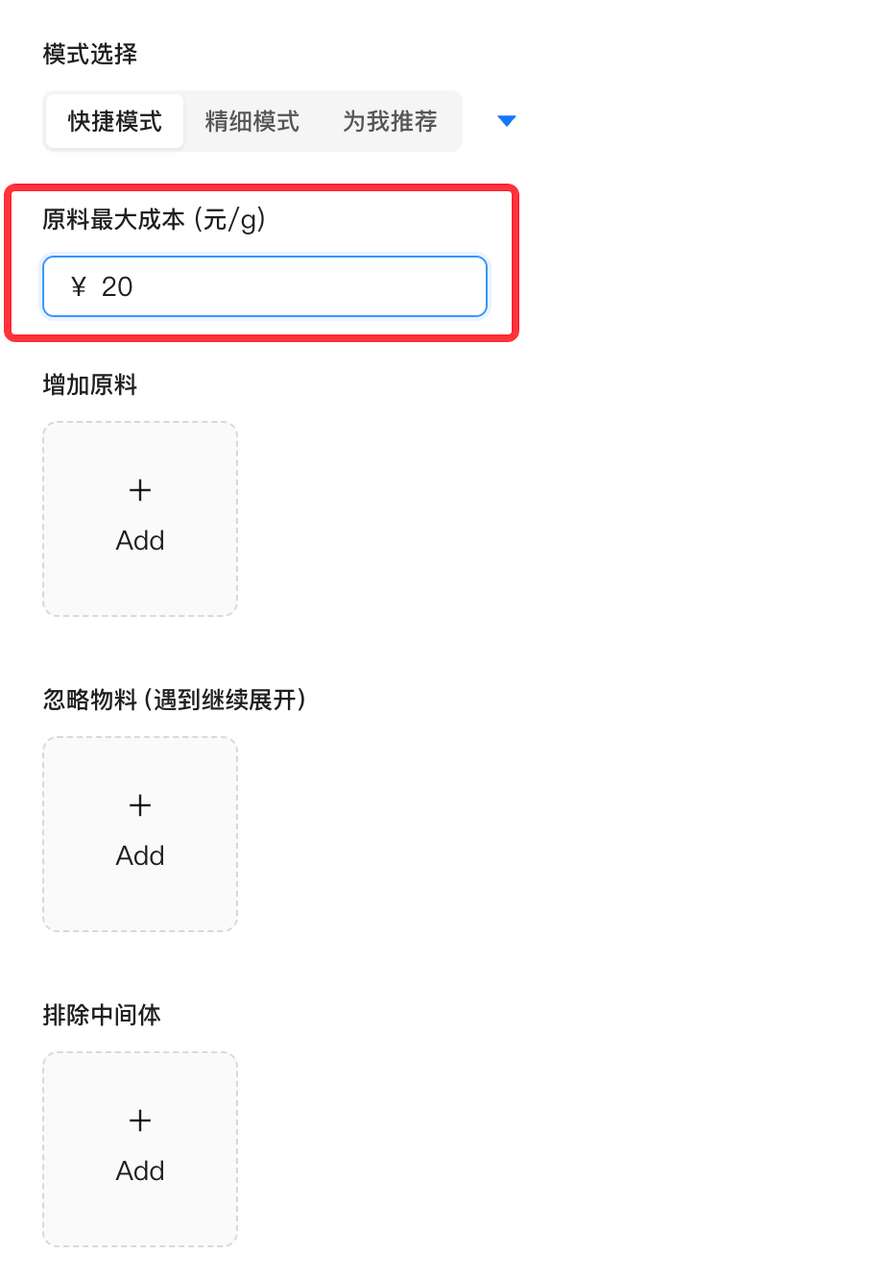 模式选择
快捷模式 精细模式 为我推荐
原料最大成本 (元/g)
¥ 20
增加原料
+
Add
忽略物料 (遇到继续展开)
+
Add
排除中间体
+
Add